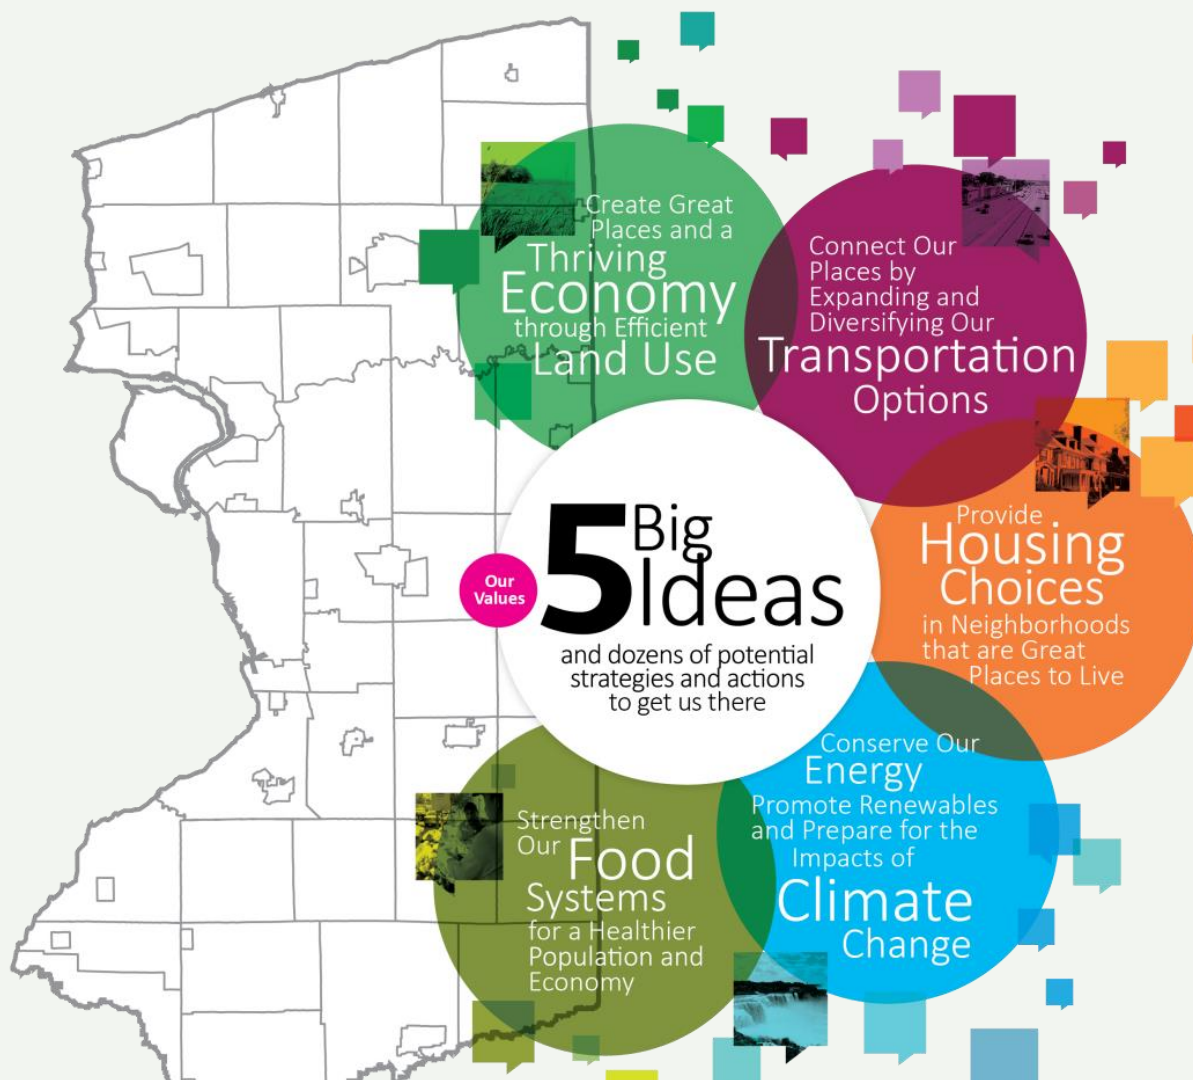 Create Great
Places and a
Thriving
Economy
through Efficient
Land Use
Connect Our
Places by
Expanding and
Diversifying Our
Transportation
Options
Provide
Housing
Choices
in Neighborhoods
that are Great
Places to Live
Our
Values
5 Big
Ideas
and dozens of potential
strategies and actions
to get us there
Conserve Our
Energy
Promote Renewables
and Prepare for the
Impacts of
Climate
Change
Strengthen
Our Food
Systems
for a Healthier
Population and
Economy